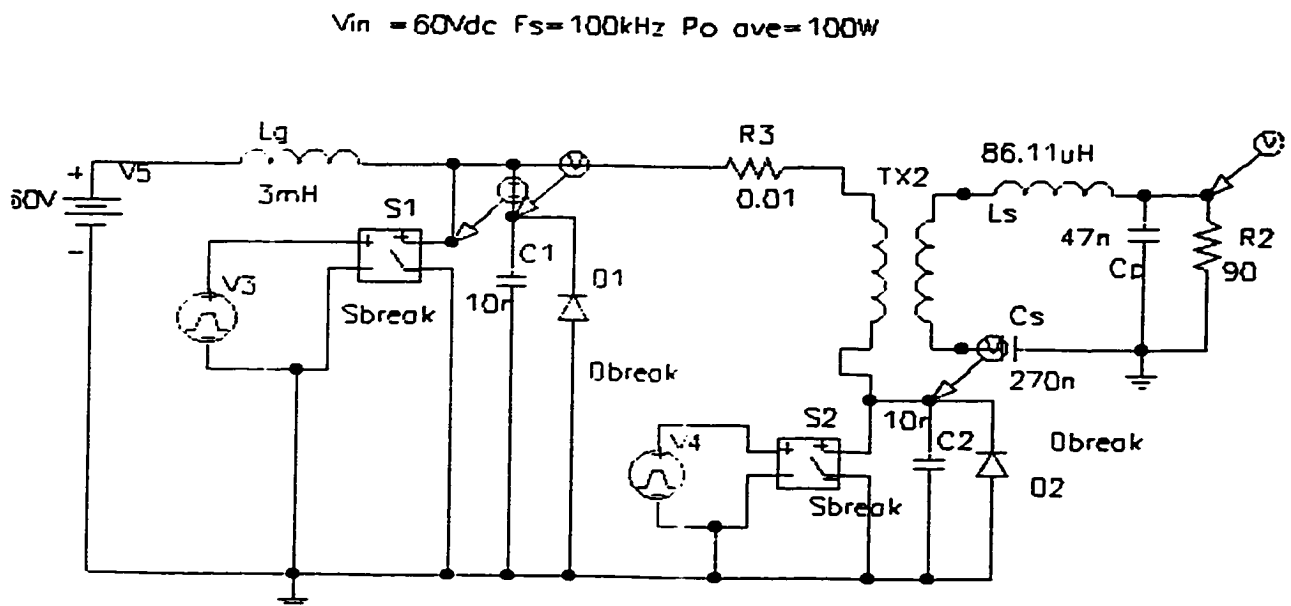 Vin = 60Vdc Fs= 100kHz Po ave= 100W
Lg
R3
86.11uH
V
+
V5
TX2
60V
3mH
0.01
Ls
S1
47n
R2
-
C1
Cp
90
V3
10n
D1
Sbreak
Cs
Dbreak
V
270n
S2
10n
V4
C2
Dbreak
Sbreak
D2